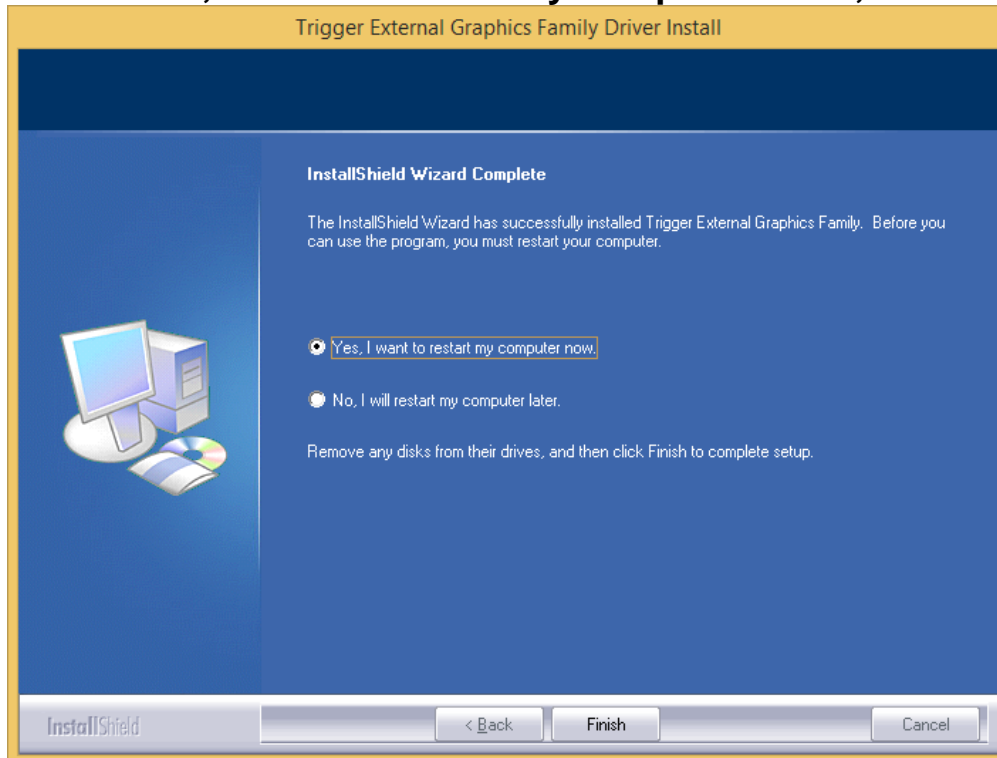 Trigger External Graphics Family Driver Install
InstallShield Wizard Complete
The InstallShield Wizard has successfully installed Trigger External Graphics Family.  Before you
can use the program, you must restart your computer.
Yes, I want to restart my computer now.
No, I will restart my computer later.
Remove any disks from their drives, and then click Finish to complete setup.
InstallShield
< Back
Finish
Cancel